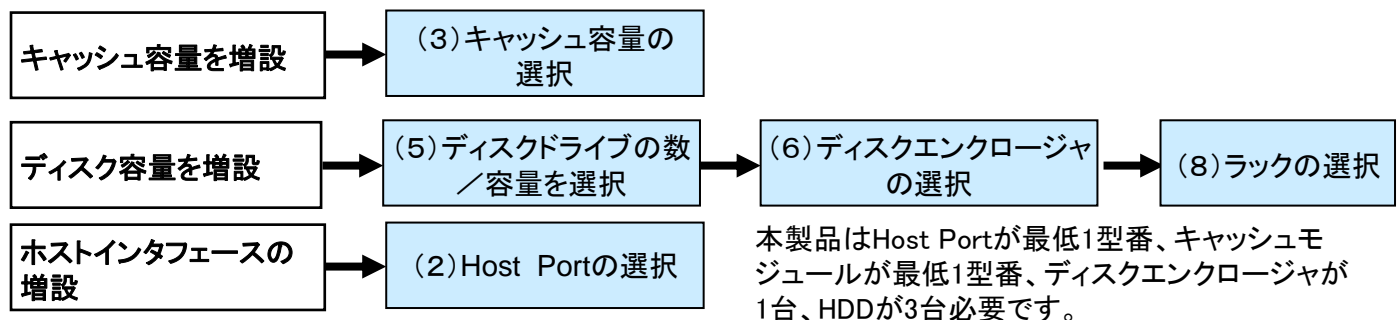 キャッシュ容量を増設
（3）キャッシュ容量の
選択
ディスク容量を増設
（5）ディスクドライブの数
／容量を選択
（6）ディスクエンクロージャ
の選択
（8）ラックの選択
ホストインタフェースの
増設
（2）Host Portの選択
本製品はHost Portが最低1型番、キャッシュモ
ジュールが最低1型番、ディスクエンクロージャが
1台、HDDが3台必要です。